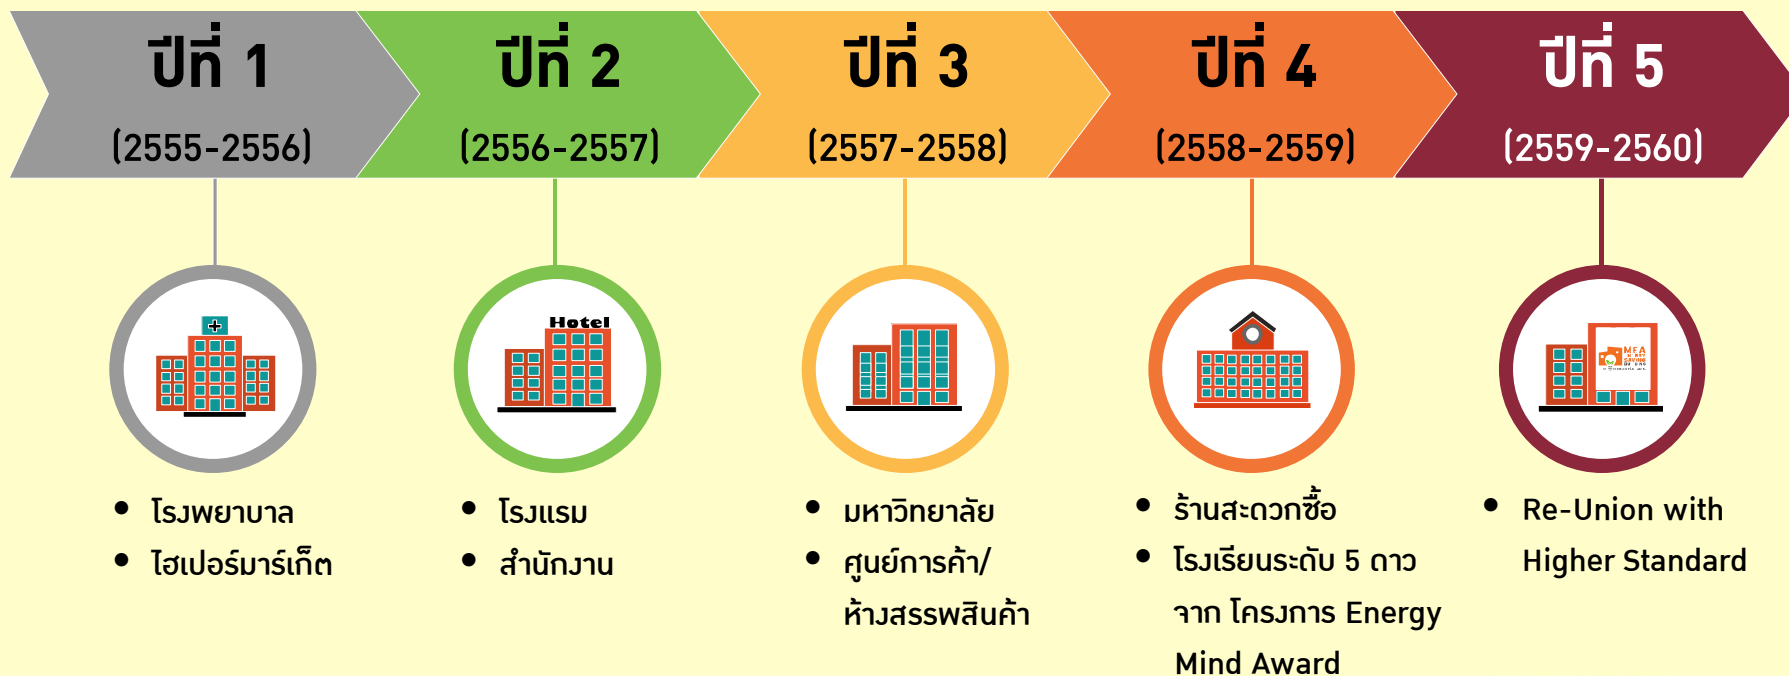 ปีที่ 1
(2555-2556)
ปีที่ 2
(2556-2557)
ปีที่ 3
(2557-2558)
ปีที่ 4
(2558-2559)
ปีที่ 5
(2559-2560)
• โรงพยาบาล
• ไฮเปอร์มาร์เก็ต
Hotel
• โรงแรม
• สำนักงาน
• มหาวิทยาลัย
• ศูนย์การค้า/
ห้างสรรพสินค้า
• ร้านสะดวกซื้อ
• โรงเรียนระดับ 5 ดาว
จาก โครงการ Energy
Mind Award
MEA
• Re-Union with
Higher Standard